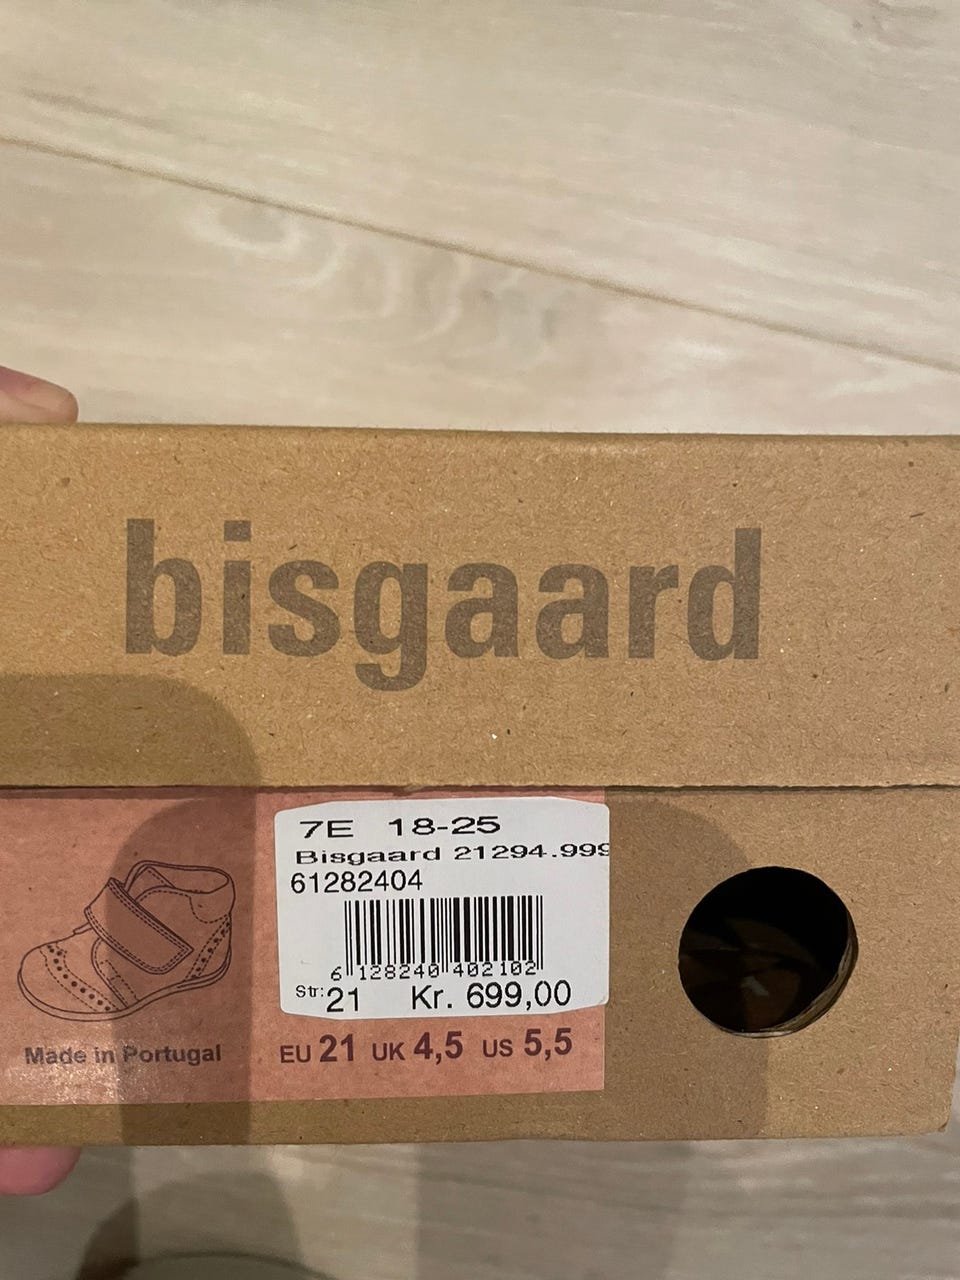 bisgaard
7E 18-25
Bisgaard 21294.999
61282404
6 128240 402102
Str: 21 Kr. 699,00
Made in Portugal
EU 21 UK 4,5 US 5,5